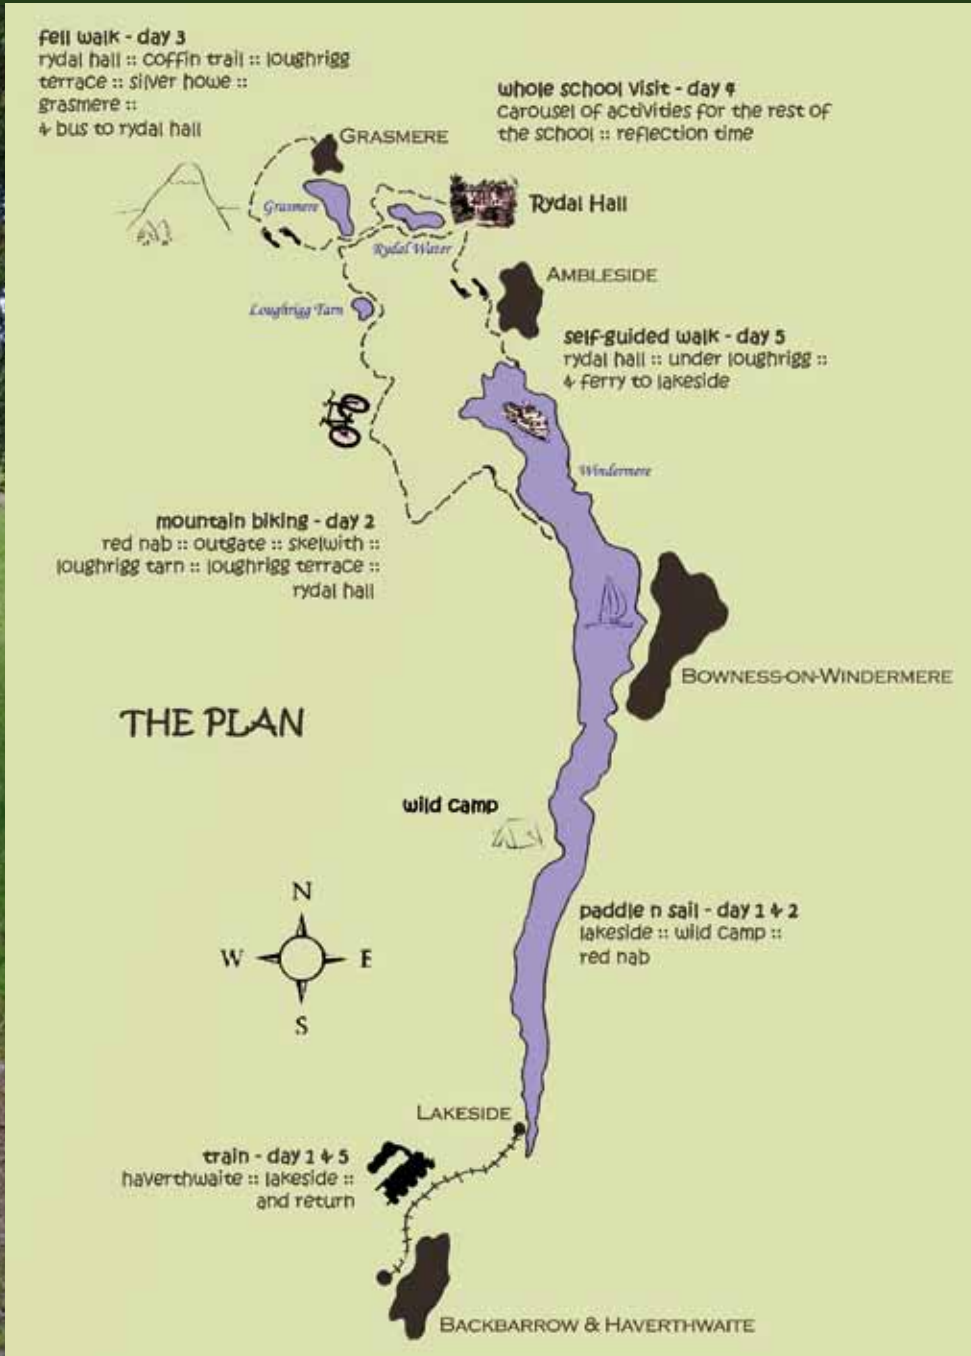 fell walk - day 3
rydal hall :: coffin trail :: loughrigg
terrace :: silver howe ::
grasmere ::
& bus to rydal hall
whole school visit - day 4
carousel of activities for the rest of
the school :: reflection time
GRASMERE
Grasmere
Rydal Hall
Rydal Water
AMBLESIDE
Loughrigg Tarn
self-guided walk - day 5
rydal hall :: under loughrigg ::
& ferry to lakeside
Windermere
mountain biking - day 2
red nab :: outgate :: skelwith ::
loughrigg tarn :: loughrigg terrace ::
rydal hall
BOWNESS-ON-WINDERMERE
THE PLAN
wild camp
N
W
E
S
paddle n sail - day 1 & 2
lakeside :: wild camp ::
red nab
LAKESIDE
train - day 1 & 5
haverthwaite :: lakeside ::
and return
BACKBARROW & HAVERTHWAITE